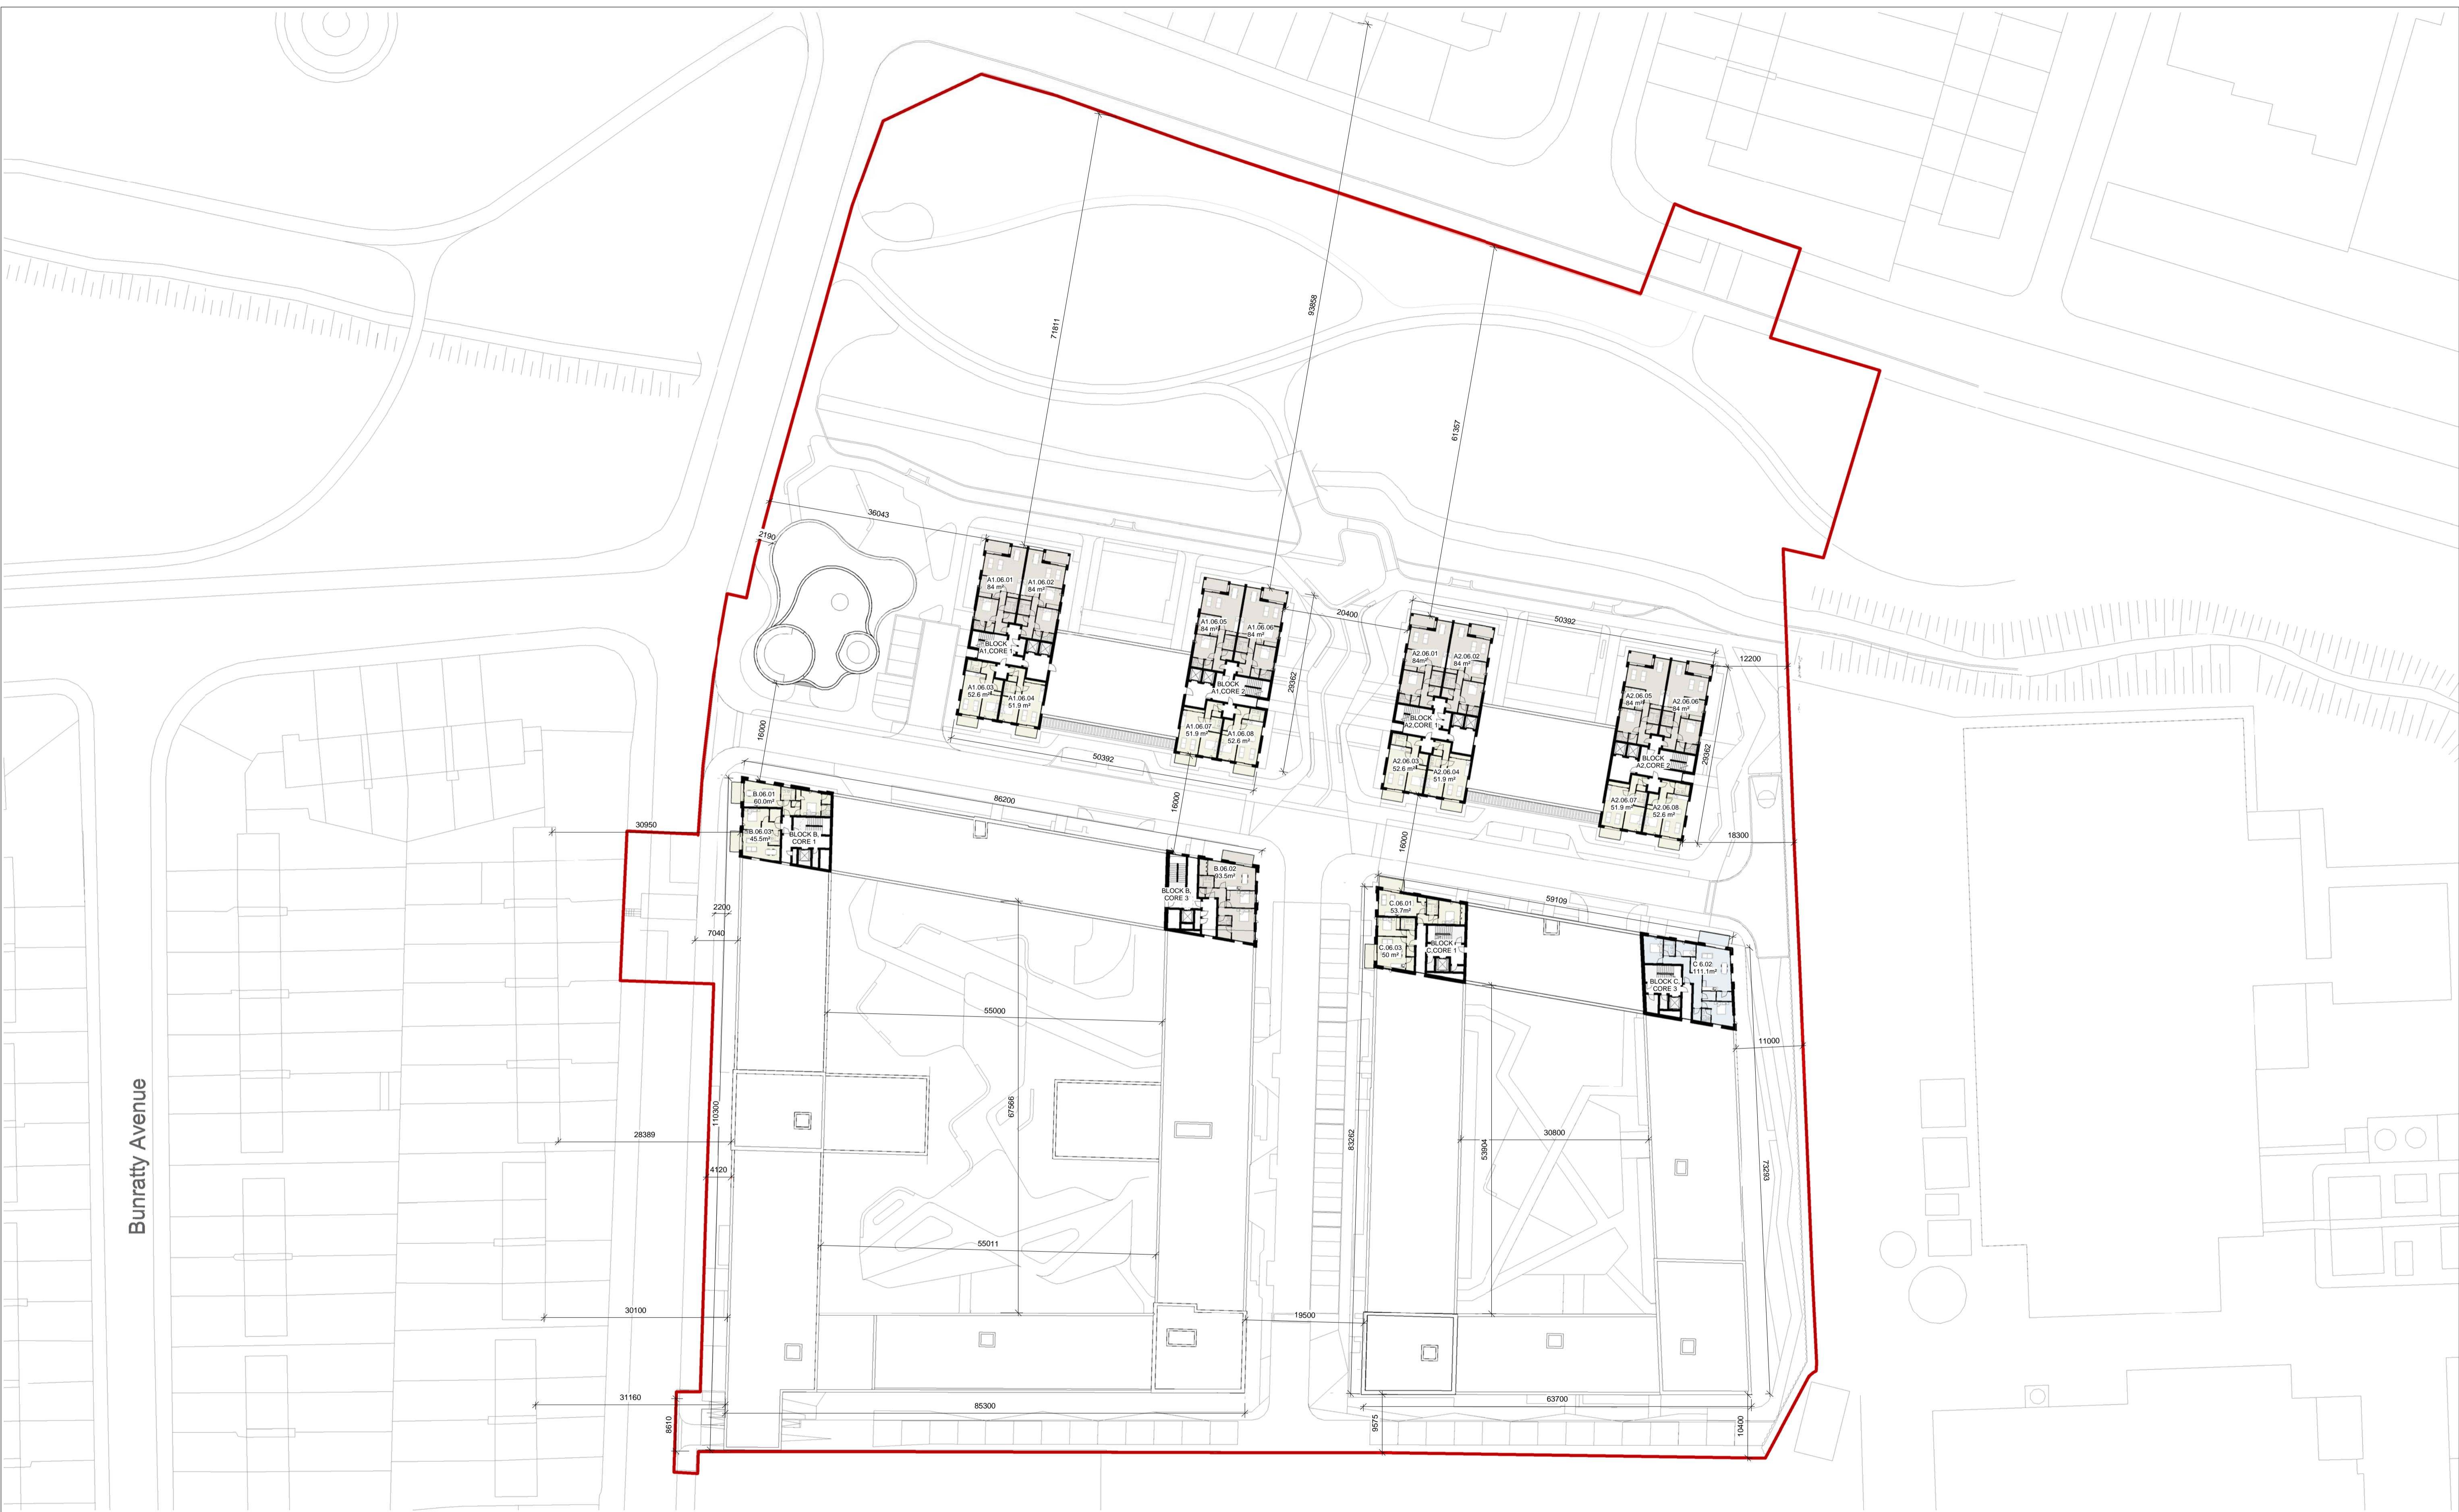 93858
71811
61357
36043
2190
A1.06.01
84 m²
A1.06.02
84 m²
BLOCK
A1,CORE 1
A1.06.03
52.6 m²
A1.06.04
51.9 m²
A1.06.05
84 m²
A1.06.06
84 m²
BLOCK
A1,CORE 2
A1.06.07
51.9 m²
A1.06.08
52.6 m²
29362
50392
20400
50392
A2.06.01
84m²
A2.06.02
84 m²
BLOCK
A2,CORE 1
A2.06.03
52.6 m²
A2.06.04
51.9 m²
A2.06.05
84 m²
A2.06.06
84 m²
BLOCK
A2,CORE 2
A2.06.07
51.9 m²
A2.06.08
52.6 m²
29362
12200
18300
16000
16000
16000
86200
30950
B.06.01
60.0m²
B.06.03
45.5m²
BLOCK B,
CORE 1
BLOCK B,
CORE 3
B.06.02
93.5m²
59109
C.06.01
53.7m²
C.06.03
50 m²
BLOCK
C,CORE 1
C 6.02
111.1m²
BLOCK C,
CORE 3
2200
7040
55000
11000
110300
67566
28389
4120
83262
53904
30800
73293
55011
30100
19500
31160
8610
85300
63700
9575
10400
Bunratty Avenue